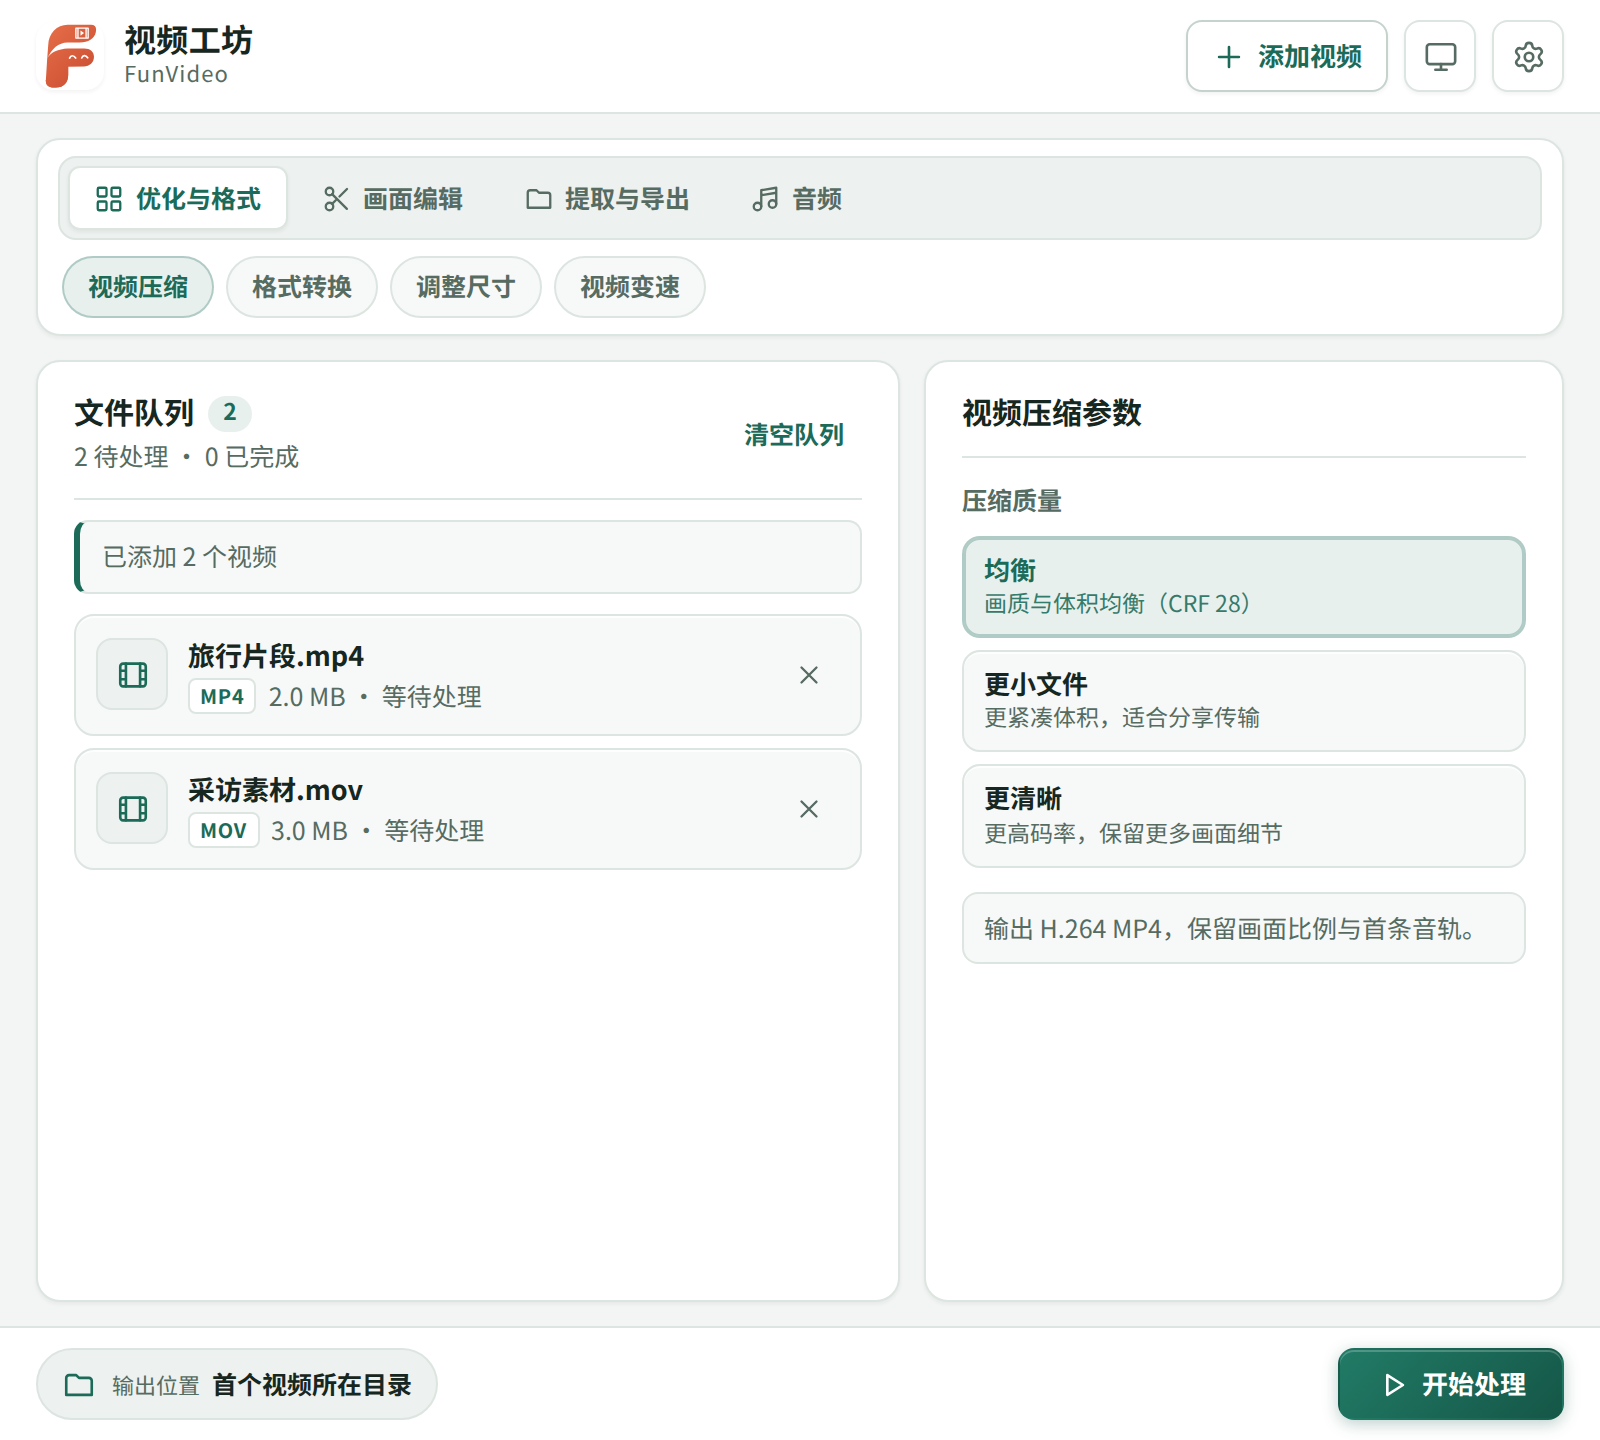 视频工坊
FunVideo
添加视频
优化与格式
画面编辑
提取与导出
音频
视频压缩
格式转换
调整尺寸
视频变速
文件队列 2
2 待处理 • 0 已完成
清空队列
已添加 2 个视频
旅行片段.mp4
MP4 2.0 MB • 等待处理
采访素材.mov
MOV 3.0 MB • 等待处理
视频压缩参数
压缩质量
均衡
画质与体积均衡（CRF 28）
更小文件
更紧凑体积，适合分享传输
更清晰
更高码率，保留更多画面细节
输出 H.264 MP4，保留画面比例与首条音轨。
输出位置 首个视频所在目录
开始处理